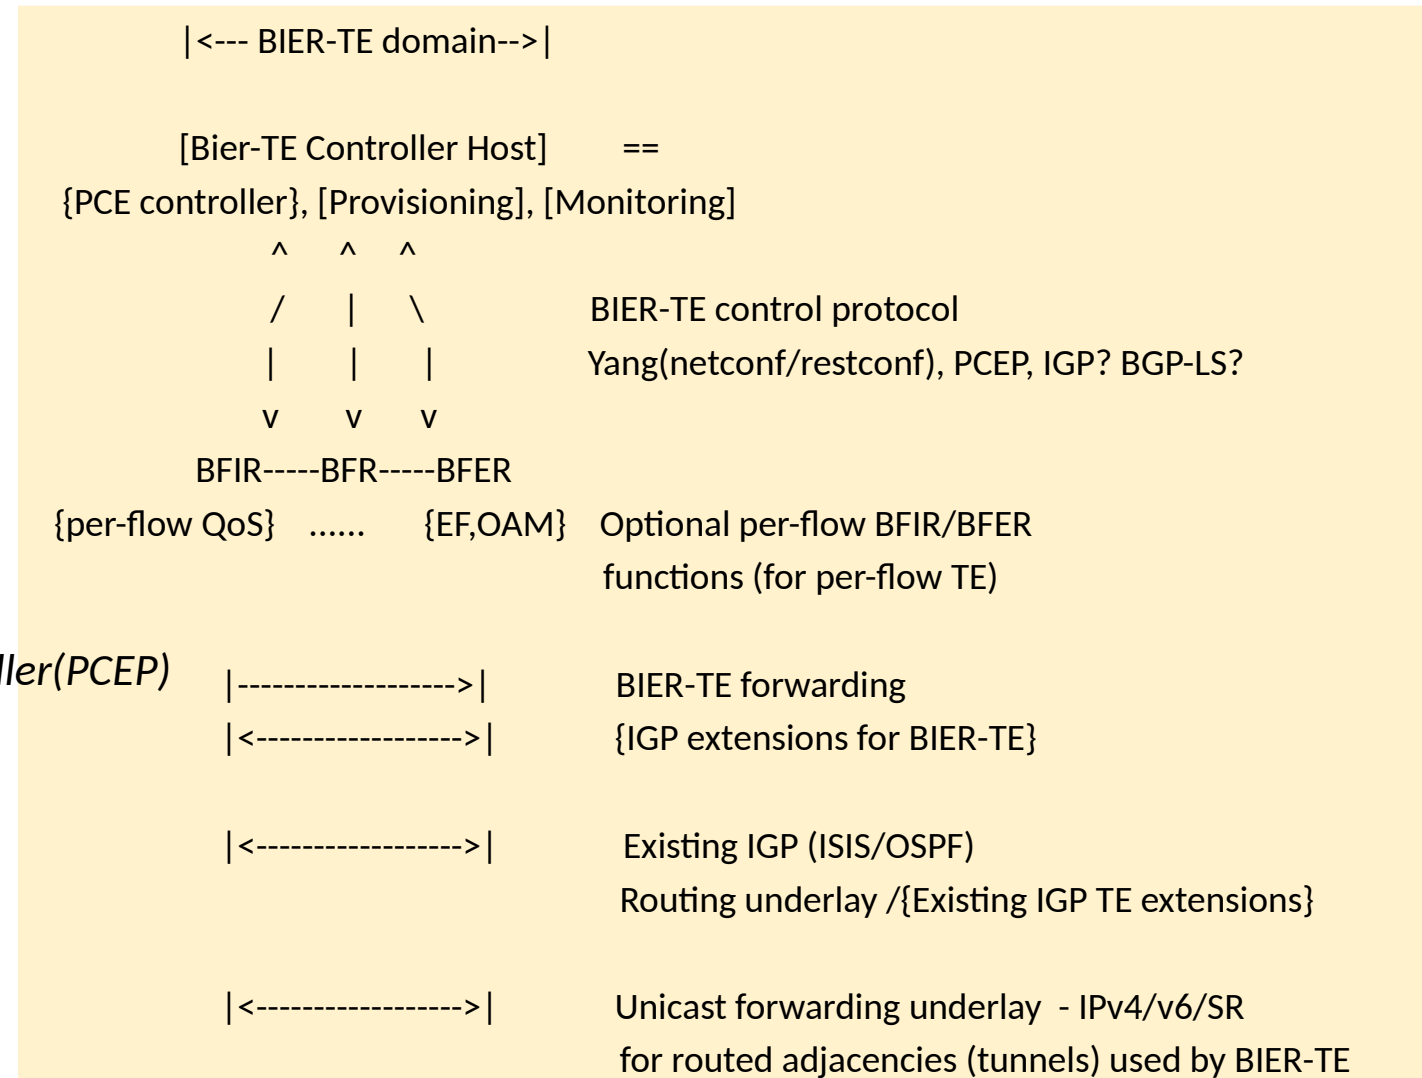 |<--- BIER-TE domain-->|
[Bier-TE Controller Host] ==
{PCE controller}, [Provisioning], [Monitoring]
^ ^ ^
/ | \ BIER-TE control protocol
| | | Yang(netconf/restconf), PCEP, IGP? BGP-LS?
v v v
BFIR-----BFR-----BFER
{per-flow QoS} ...... {EF,OAM} Optional per-flow BFIR/BFER
functions (for per-flow TE)
ller(PCEP) |------------------->| BIER-TE forwarding
|<------------------>| {IGP extensions for BIER-TE}
|<------------------>| Existing IGP (ISIS/OSPF)
Routing underlay /{Existing IGP TE extensions}
|<------------------>| Unicast forwarding underlay - IPv4/v6/SR
for routed adjacencies (tunnels) used by BIER-TE